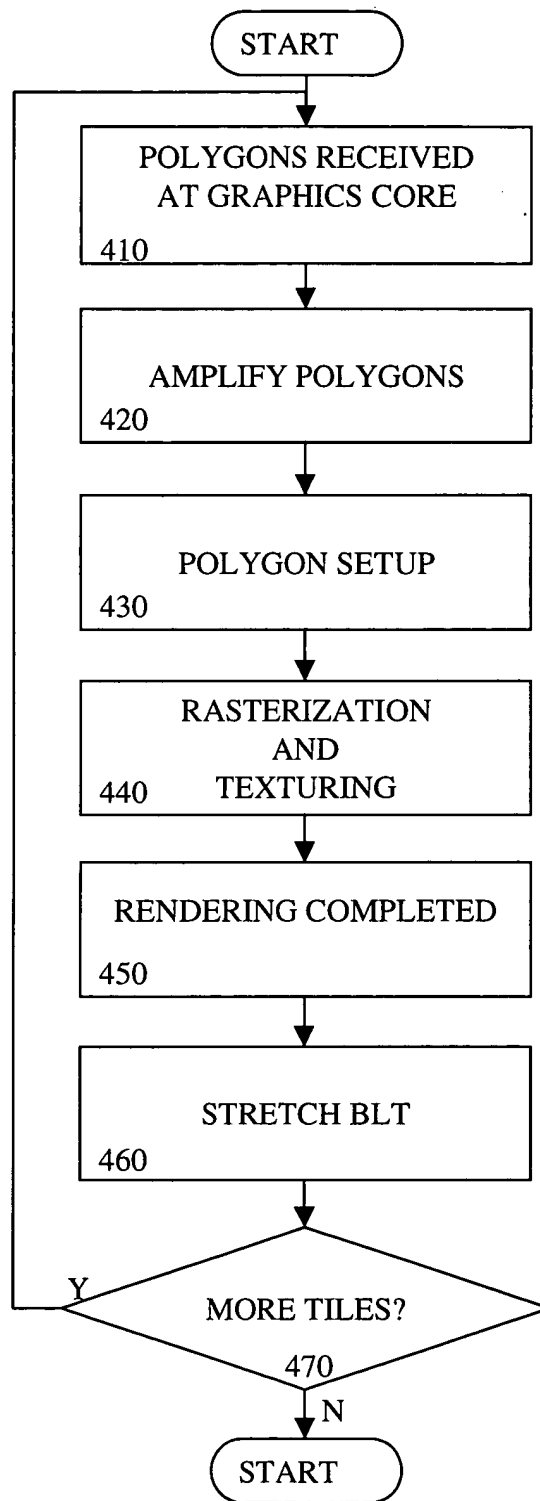 START
POLYGONS RECEIVED
AT GRAPHICS CORE
410
AMPLIFY POLYGONS
420
POLYGON SETUP
430
RASTERIZATION
AND
TEXTURING
440
RENDERING COMPLETED
450
STRETCH BLT
460
Y
MORE TILES?
470
N
START